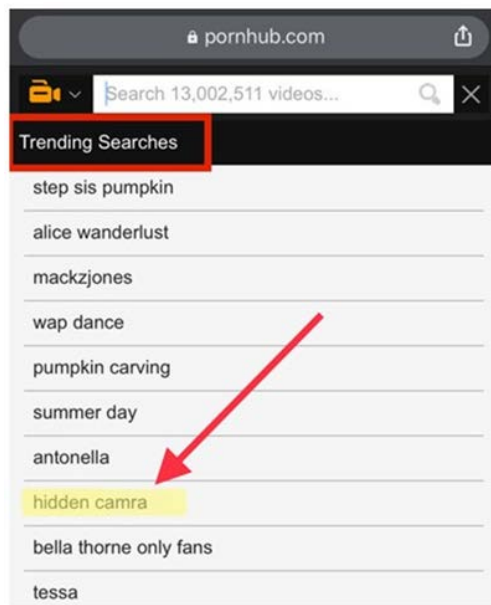 pornhub.com
Search 13,002,511 videos...
Trending Searches
step sis pumpkin
alice wanderlust
mackzjones
wap dance
pumpkin carving
summer day
antonella
hidden camra
bella thorne only fans
tessa